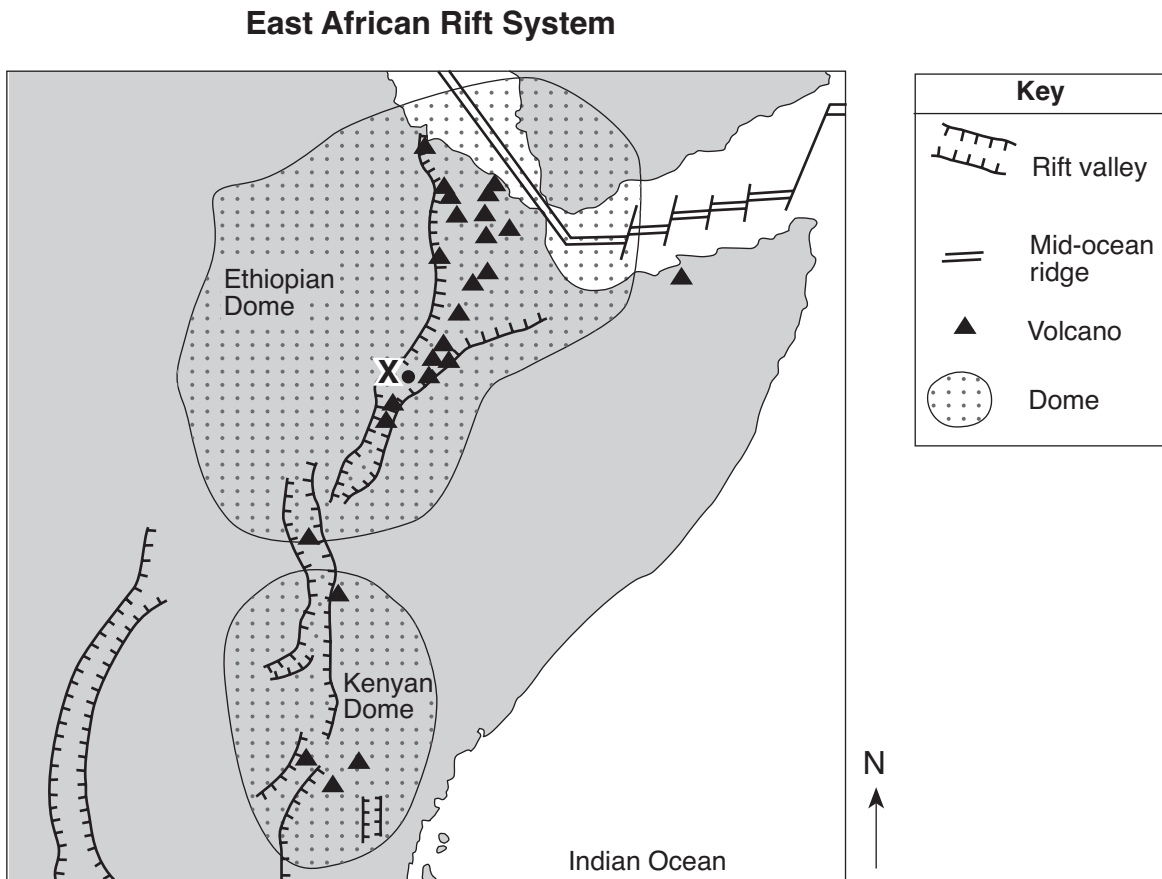 East African Rift System
Ethiopian
Dome
X
Kenyan
Dome
Indian Ocean
N
Key
Rift valley
Mid-ocean
ridge
Volcano
Dome